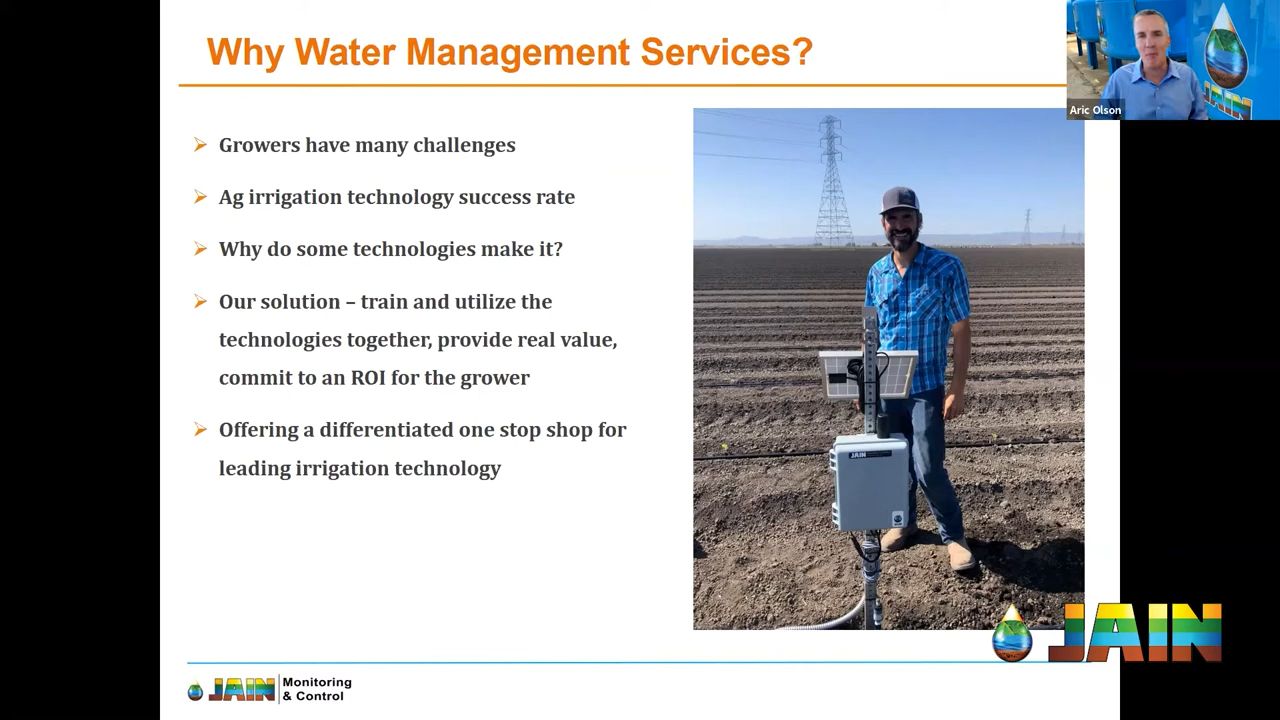 Why Water Management Services?
Aric Olson
JAIN
Growers have many challenges
Ag irrigation technology success rate
Why do some technologies make it?
Our solution – train and utilize the
technologies together, provide real value,
commit to an ROI for the grower
Offering a differentiated one stop shop for
leading irrigation technology
JAIN
JAIN
JAIN
Monitoring
& Control